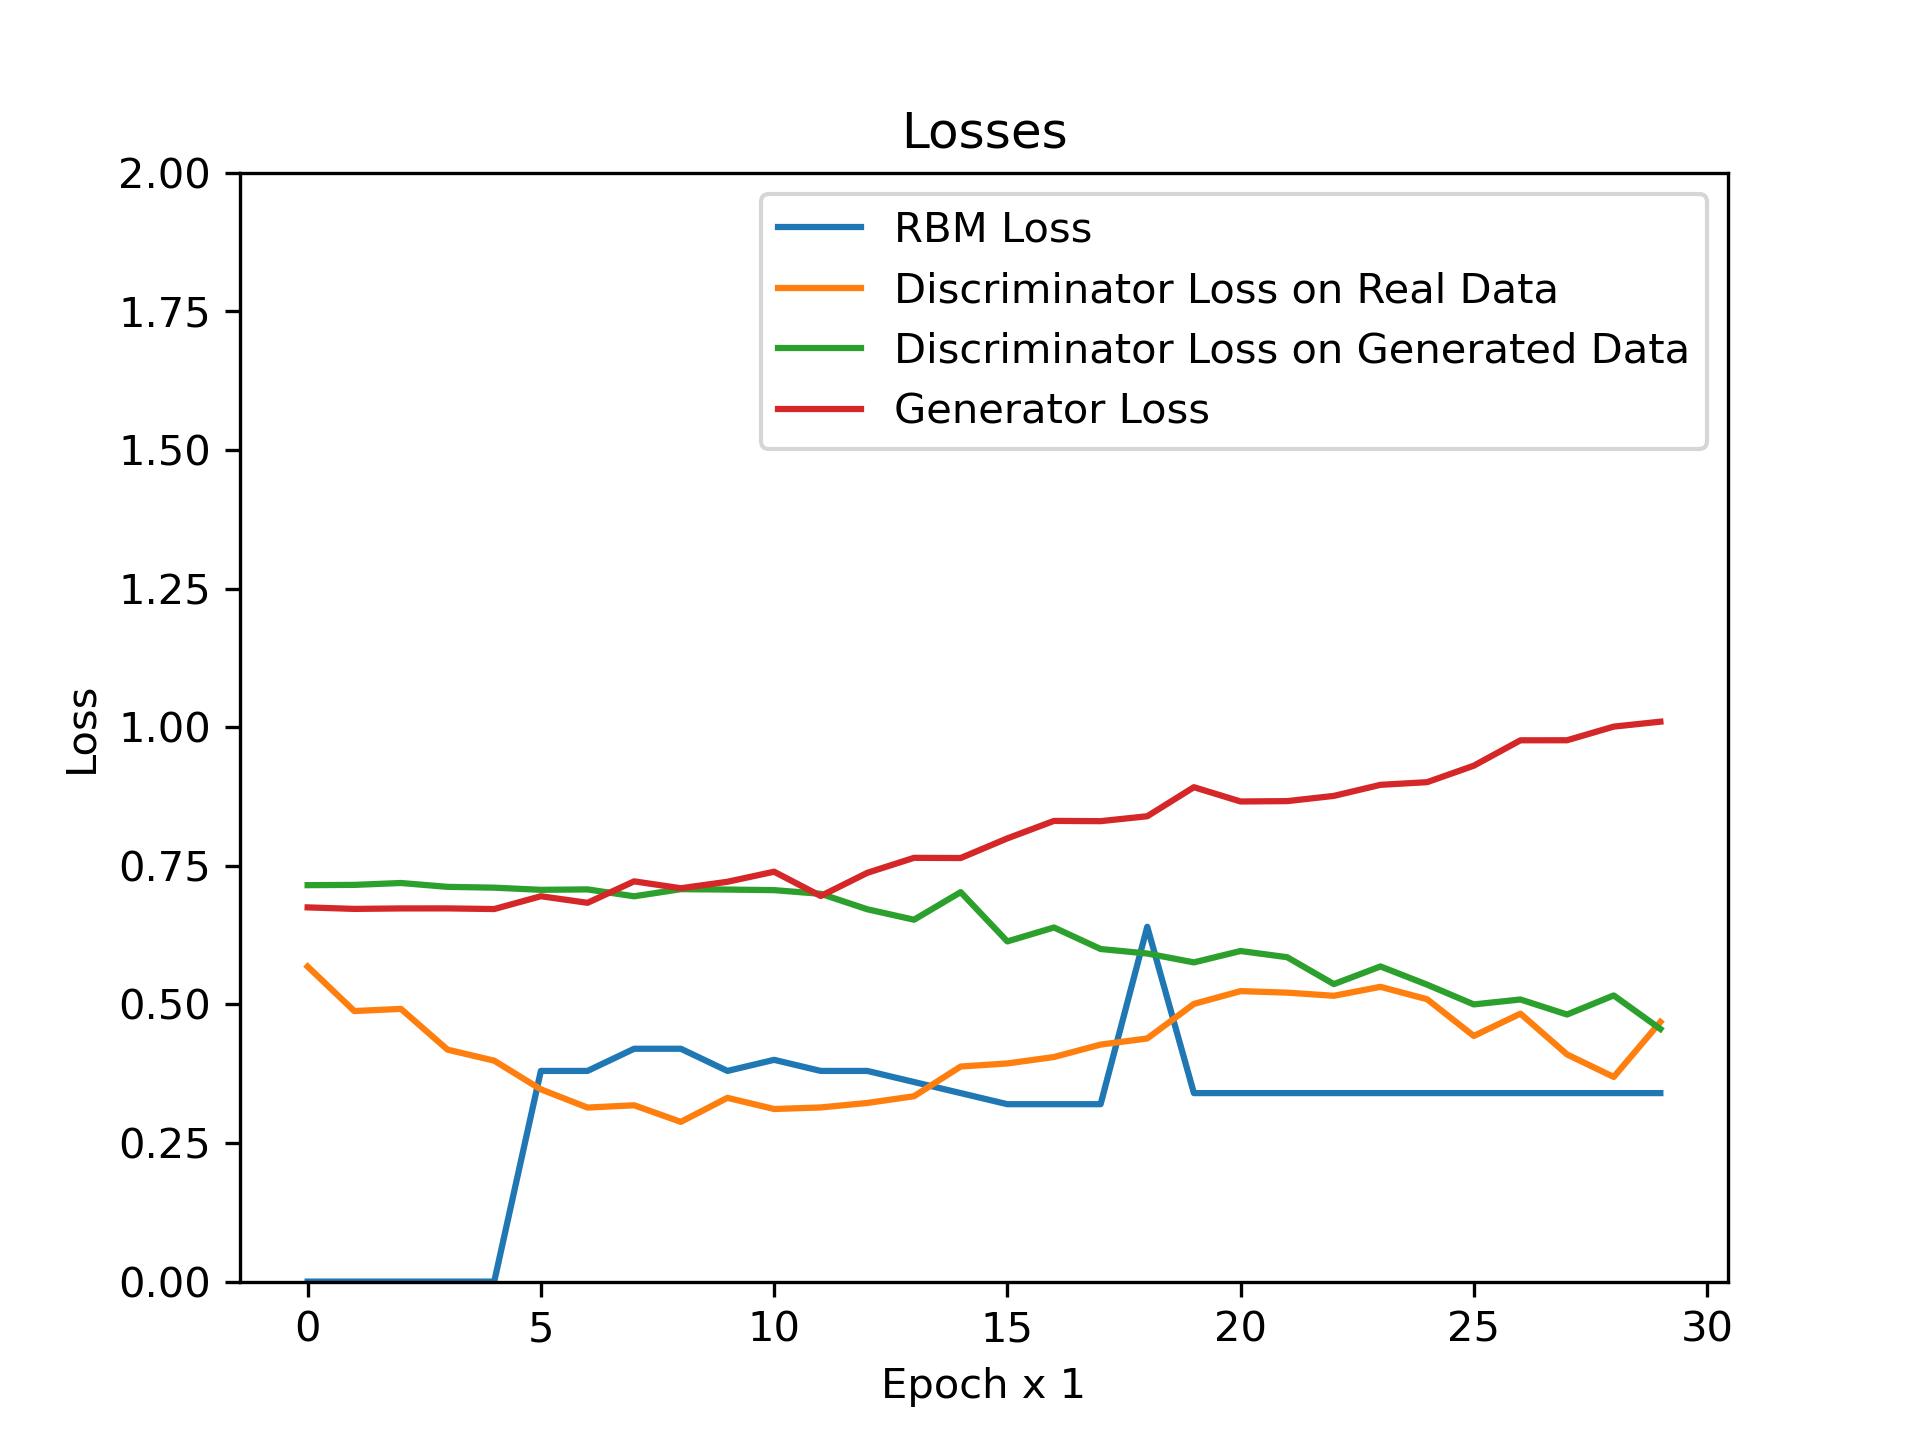 Losses
2.00
1.75
1.50
1.25
1.00
0.75
0.50
0.25
0.00
Loss
RBM Loss
Discriminator Loss on Real Data
Discriminator Loss on Generated Data
Generator Loss
0 5 10 15 20 25 30
Epoch x 1